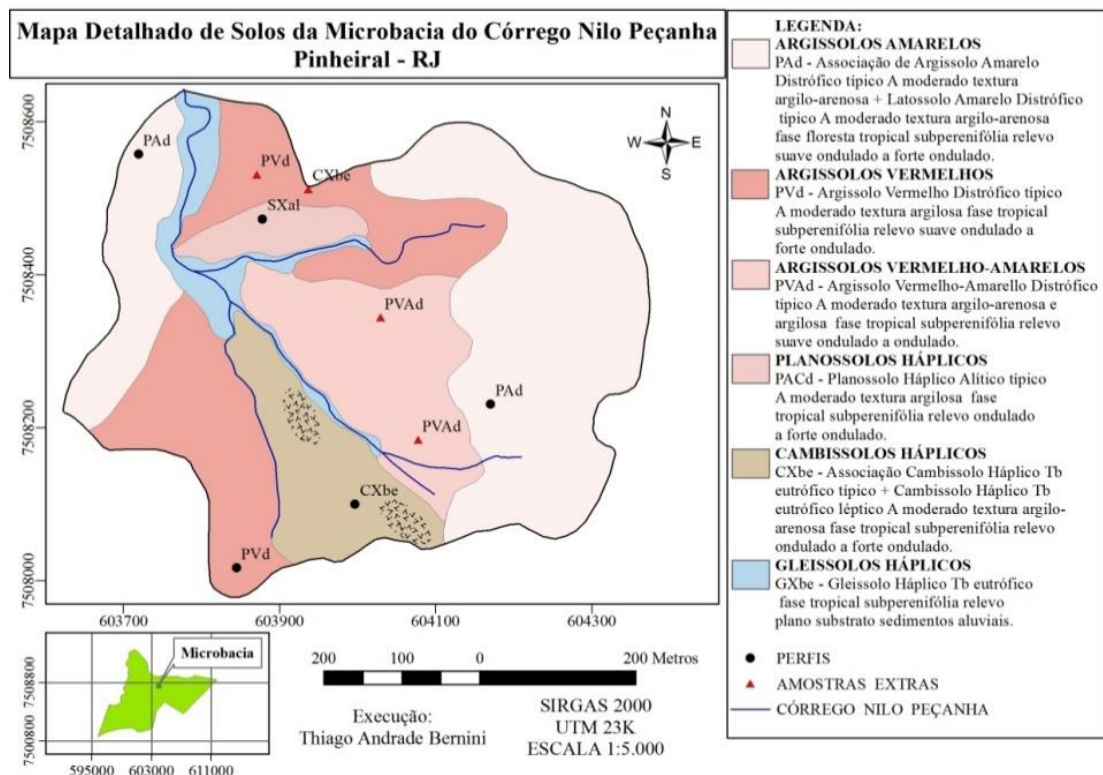 Mapa Detalhado de Solos da Microbacia do Córrego Nilo Peçanha
Pinheiral - RJ
7508600
7508400
7508200
7508000
603700
603900
604100
604300
N
W
E
S
PAd
PVd
CXbe
SXal
PVAd
PAd
PVAd
CXbe
PVd
LEGENDA:
ARGISSOLOS AMARELOS
PAd - Associação de Argissolo Amarelo
Distrófico típico A moderado textura
argilo-arenosa + Latossolo Amarelo Distrófico
típico A moderado textura argilo-arenosa
fase floresta tropical subperenifólia relevo
suave ondulado a forte ondulado.
ARGISSOLOS VERMELHOS
PVd - Argissolo Vermelho Distrófico típico
A moderado textura argilosa fase tropical
subperenifólia relevo suave ondulado a
forte ondulado.
ARGISSOLOS VERMELHO-AMARELOS
PVAd - Argissolo Vermelho-Amarello Distrófico
típico A moderado textura argilo-arenosa e
argilosa fase tropical subperenifólia relevo
suave ondulado a ondulado.
PLANOSSOLOS HÁPLICOS
PACd - Planossolo Háplico Alítico típico
A moderado textura argilosa fase
tropical subperenifólia relevo ondulado
a forte ondulado.
CAMBISSOLOS HÁPLICOS
CXbe - Associação Cambissolo Háplico Tb
eutrófico típico + Cambissolo Háplico Tb
eutrófico léptico A moderado textura argilo-
arenosa fase tropical subperenifólia relevo
ondulado a forte ondulado.
GLEISSOLOS HÁPLICOS
GXbe - Gleissolo Háplico Tb eutrófico
fase tropical subperenifólia relevo
plano substrato sedimentos aluviais.
PERFIS
AMOSTRAS EXTRAS
CÓRREGO NILO PEÇANHA
Microbacia
7508800
7500800
595000
603000
611000
200
100
0
200 Metros
Execução:
Thiago Andrade Bernini
SIRGAS 2000
UTM 23K
ESCALA 1:5.000